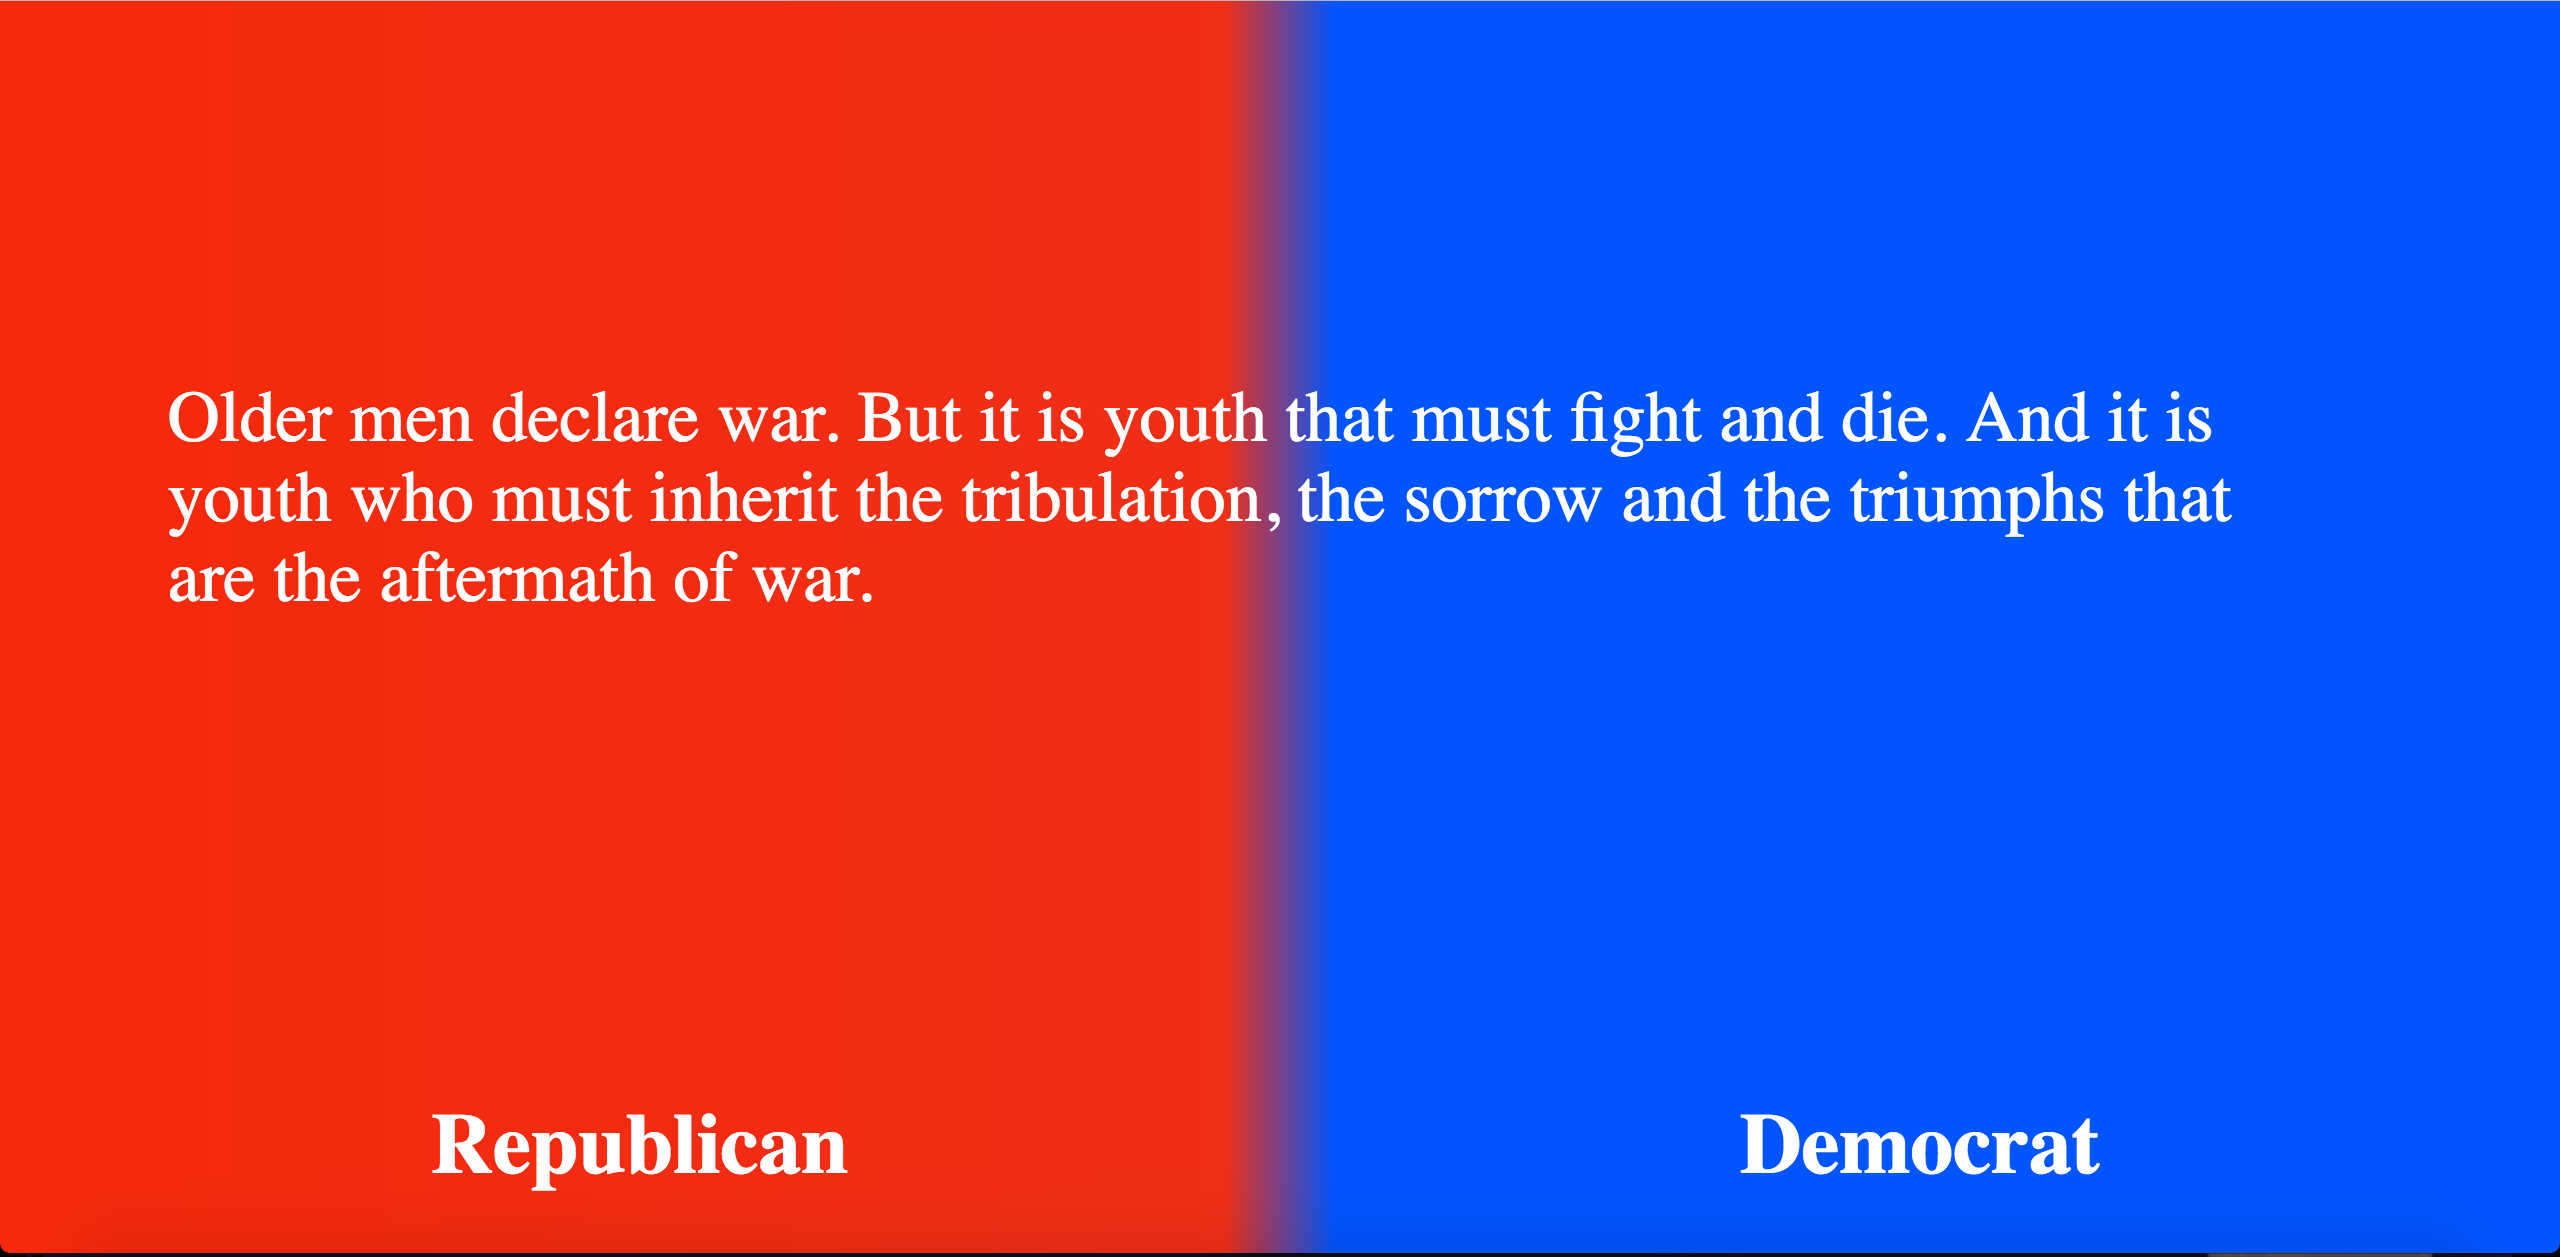 Older men declare war. But it is youth that must fight and die. And it is
youth who must inherit the tribulation, the sorrow and the triumphs that
are the aftermath of war.
Republican
Democrat